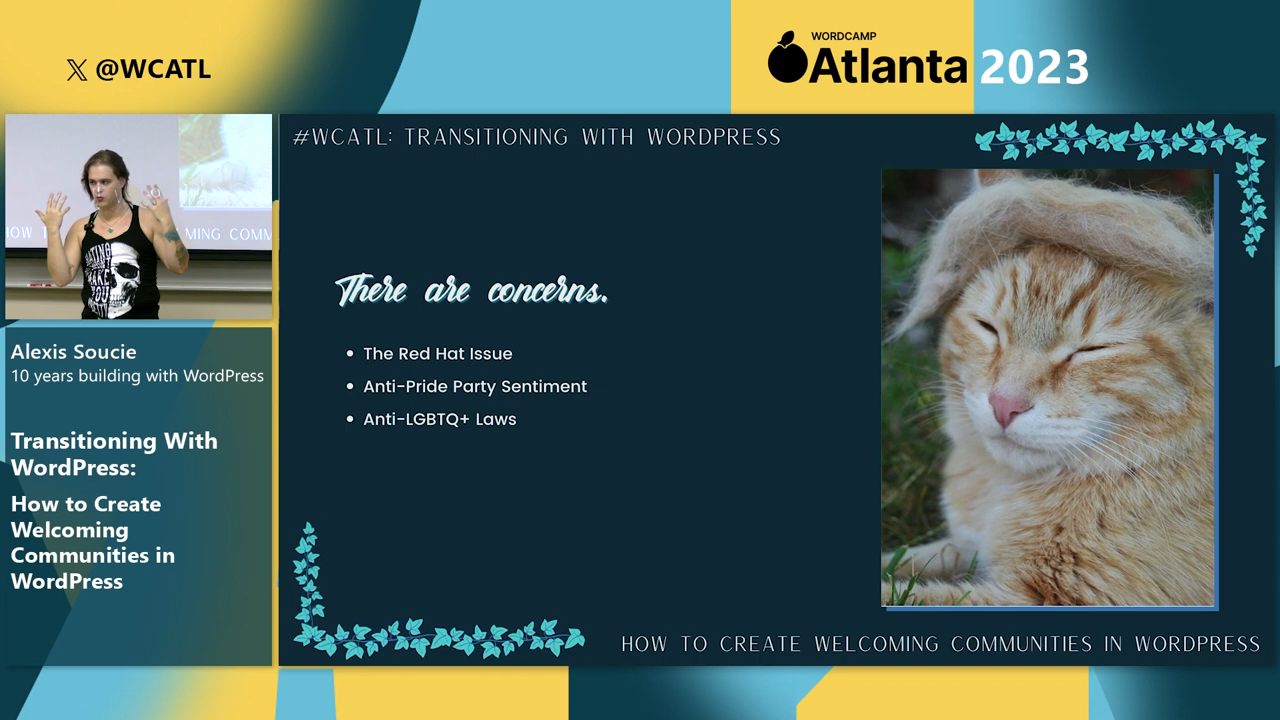 𝕏 @WCATL
WORDCAMP
Atlanta 2023
#WCATL: TRANSITIONING WITH WORDPRESS
There are concerns.
• The Red Hat Issue
• Anti-Pride Party Sentiment
• Anti-LGBTQ+ Laws
HOW TO CREATE WELCOMING COMMUNITIES IN WORDPRESS
Alexis Soucie
10 years building with WordPress
Transitioning With
WordPress:
How to Create
Welcoming
Communities in
WordPress